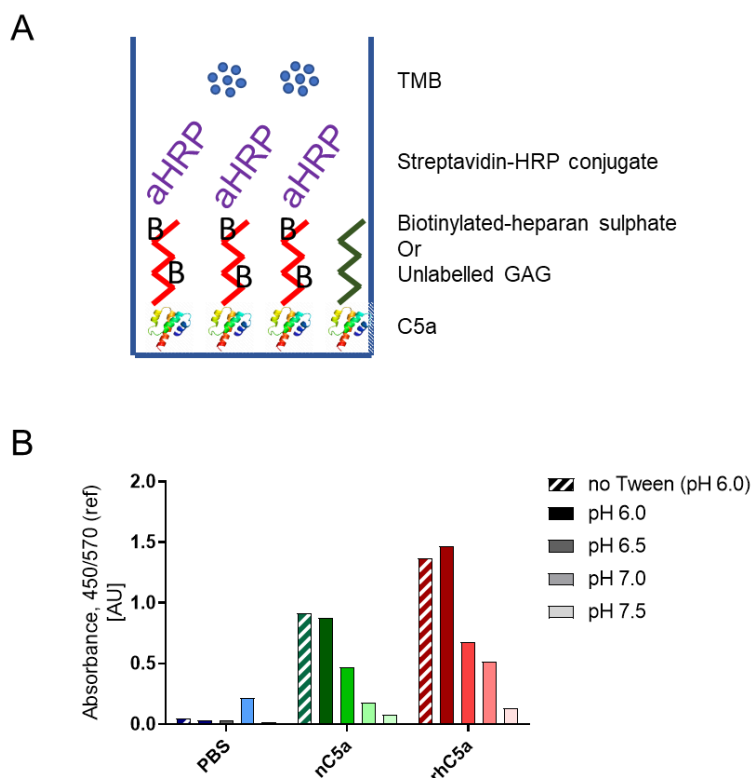 A
TMB
aHRP
aHRP
aHRP
Streptavidin-HRP conjugate
B
B
B
B
B
B
Biotinylated-heparan sulphate
Or
Unlabelled GAG
C5a
B
Absorbance, 450/570 (ref)
[AU]
2.0
1.5
1.0
0.5
0.0
PBS
nC5a
rhC5a
no Tween (pH 6.0)
pH 6.0
pH 6.5
pH 7.0
pH 7.5